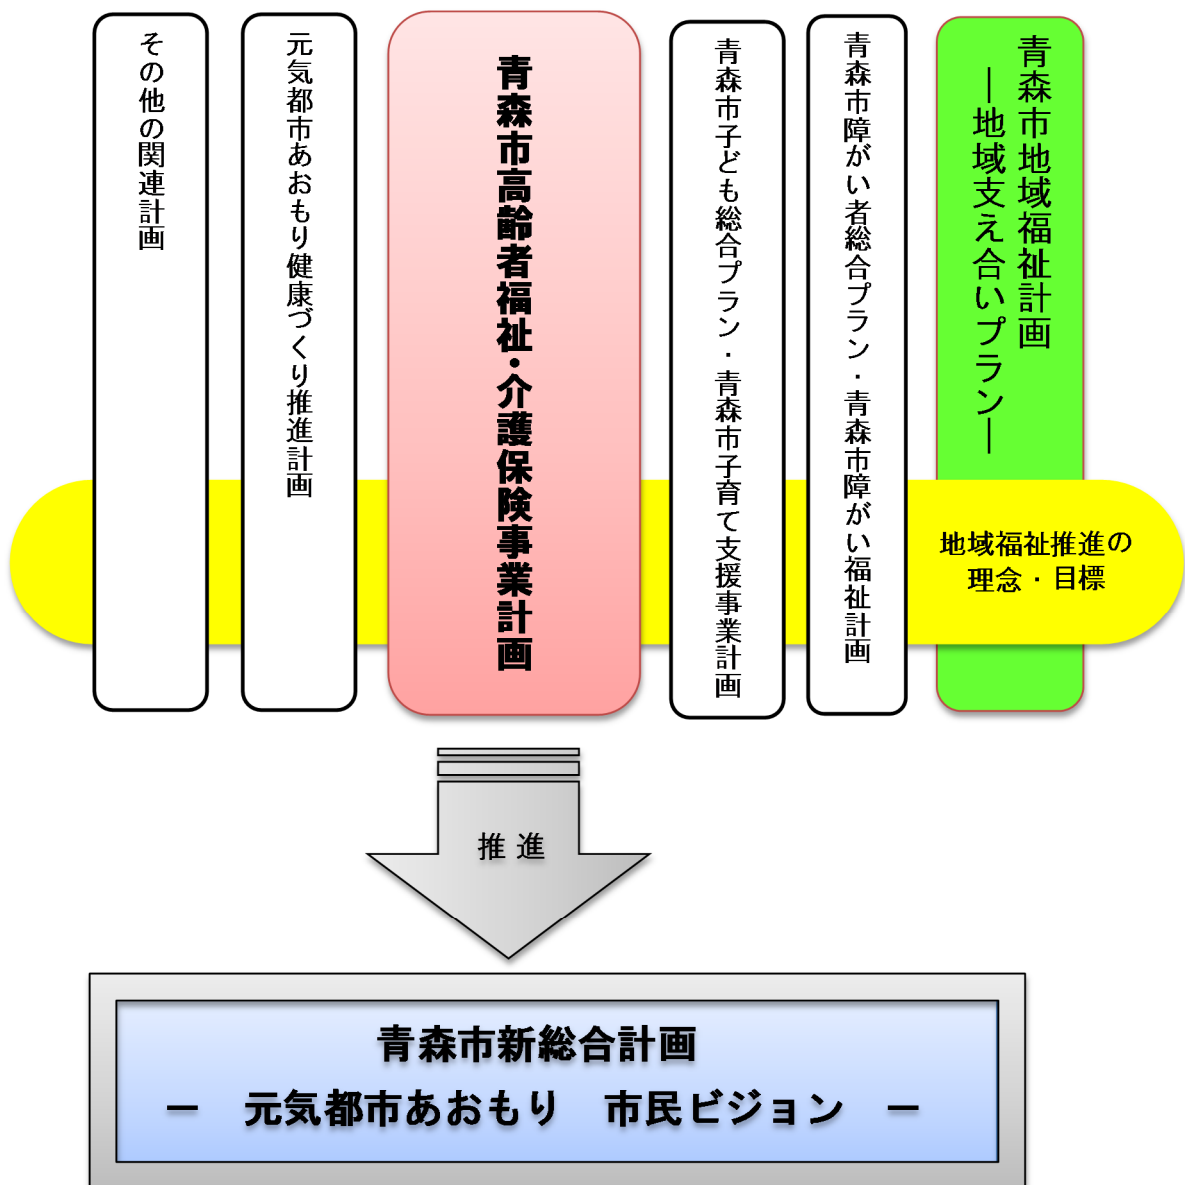 青森市地域福祉計画
―地域支え合いプラン―
青森市障がい者総合プラン・青森市障がい福祉計画
青森市子ども総合プラン・青森市子育て支援事業計画
青森市高齢者福祉・介護保険事業計画
元気都市あおもり健康づくり推進計画
その他の関連計画
地域福祉推進の
理念・目標
推進
青森市新総合計画
－　元気都市あおもり　市民ビジョン　－